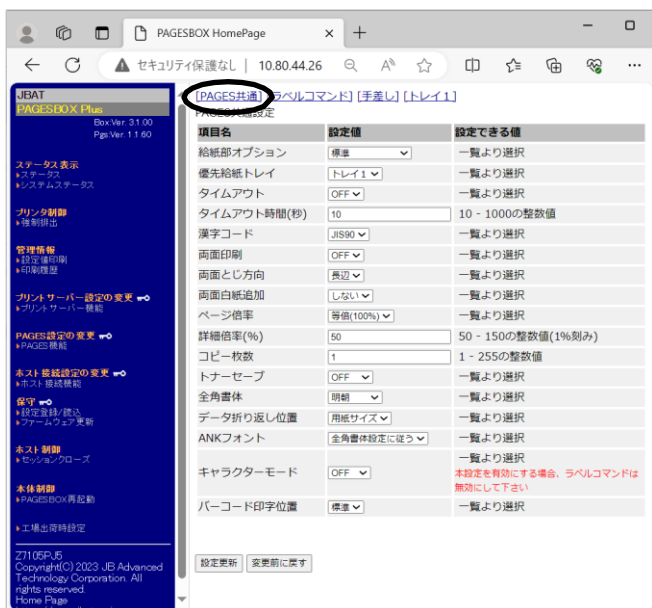 PAGESBOX HomePage
セキュリティ保護なし | 10.80.44.26
JBAT
PAGESBOX Plus
Box:Ver. 3.1.00
Pgs:Ver. 1.1.60
ステータス表示
ステータス
システムステータス
プリンタ制御
強制排出
管理情報
設定値印刷
印刷履歴
プリントサーバー設定の変更
プリントサーバー機能
PAGES設定の変更
PAGES機能
ホスト接続設定の変更
ホスト接続機能
保守
設定登録/読込
ファームウェア更新
ホスト制御
セッションクローズ
本体制御
PAGESBOX再起動
工場出荷時設定
Z7105PJ5
Copyright(C) 2023 JB Advanced
Technology Corporation. All
rights reserved.
Home Page
[PAGES共通] [ラベルコマンド] [手差し] [トレイ1]
PAGES共通設定
項目名 設定値 設定できる値
給紙部オプション 標準 一覧より選択
優先給紙トレイ トレイ1 一覧より選択
タイムアウト OFF 一覧より選択
タイムアウト時間(秒) 10 10 - 1000の整数値
漢字コード JIS90 一覧より選択
両面印刷 OFF 一覧より選択
両面とじ方向 長辺 一覧より選択
両面白紙追加 しない 一覧より選択
ページ倍率 等倍(100%) 一覧より選択
詳細倍率(%) 50 50 - 150の整数値(1%刻み)
コピー枚数 1 1 - 255の整数値
トナーセーブ OFF 一覧より選択
全角書体 明朝 一覧より選択
データ折り返し位置 用紙サイズ 一覧より選択
ANKフォント 全角書体設定に従う 一覧より選択
キャラクターモード OFF 一覧より選択
本設定を有効にする場合、ラベルコマンドは
無効にして下さい
バーコード印字位置 標準 一覧より選択
設定更新 変更前に戻す